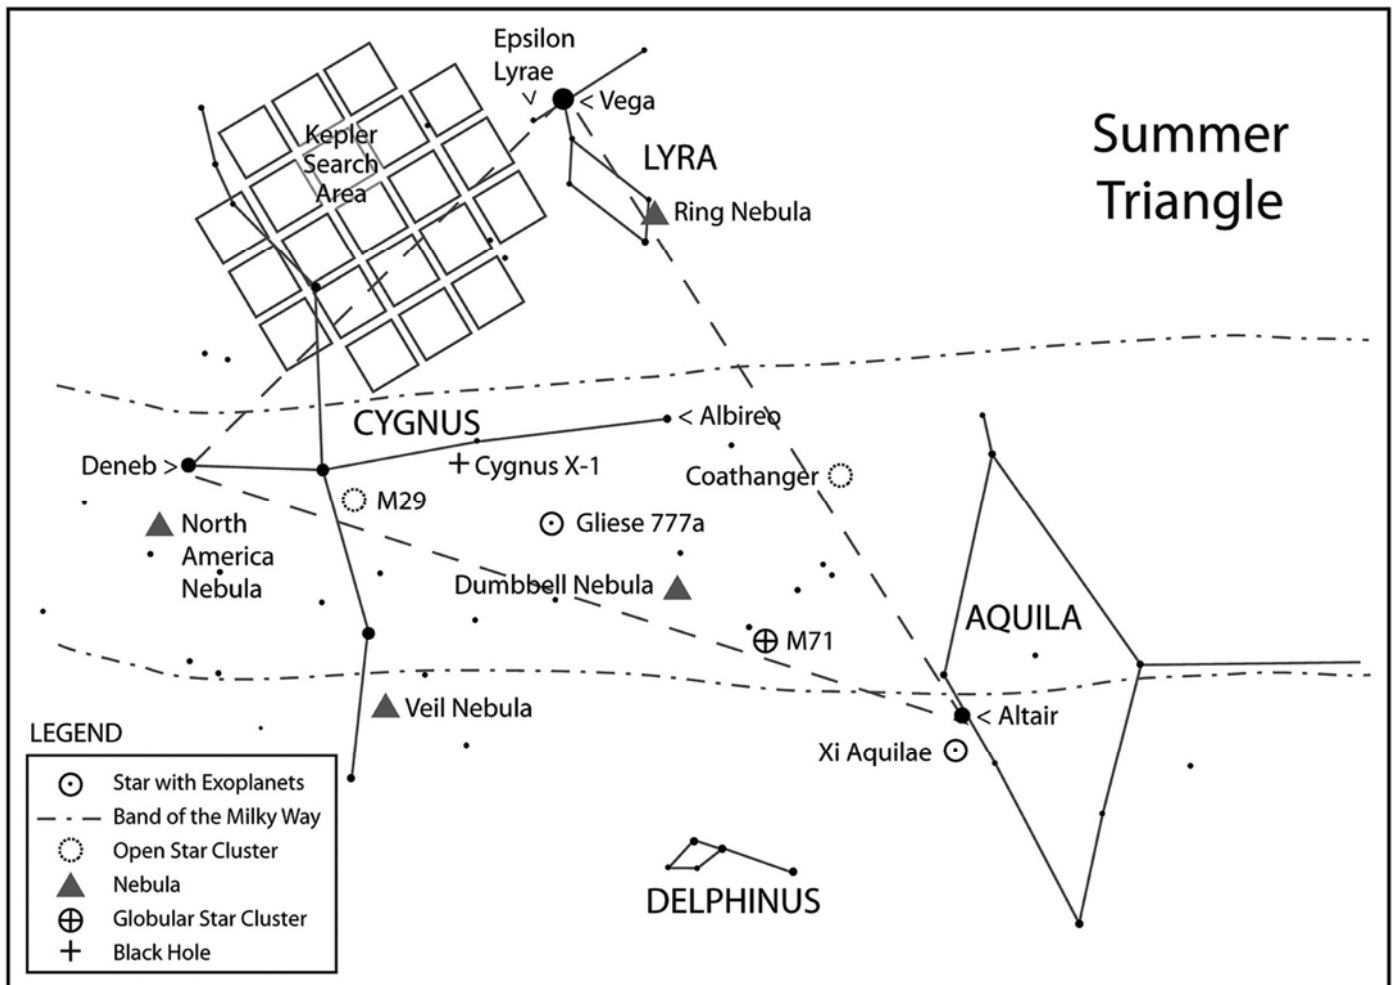 Epsilon
Lyrae
< Vega
Summer
Triangle
Kepler
Search
Area
LYRA
Ring Nebula
CYGNUS
< Albireo
Deneb >
Cygnus X-1
Coathanger
M29
North
America
Nebula
Gliese 777a
Dumbbell Nebula
AQUILA
M71
Veil Nebula
< Altair
Xi Aquilae
LEGEND
Star with Exoplanets
Band of the Milky Way
Open Star Cluster
Nebula
Globular Star Cluster
Black Hole
DELPHINUS